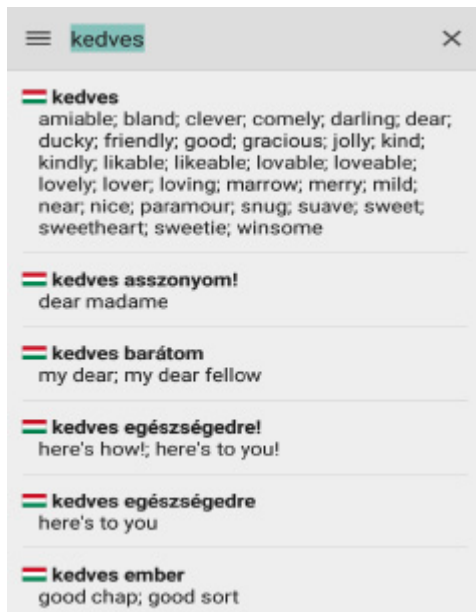 kedves
kedves
amiable; bland; clever; comely; darling; dear;
ducky; friendly; good; gracious; jolly; kind;
kindly; likable; likeable; lovable; loveable;
lovely; lover; loving; marrow; merry; mild;
near; nice; paramour; snug; suave; sweet;
sweetheart; sweetie; winsome
kedves asszonyom!
dear madame
kedves barátom
my dear; my dear fellow
kedves egészségedre!
here's how!; here's to you!
kedves egészségedre
here's to you
kedves ember
good chap; good sort